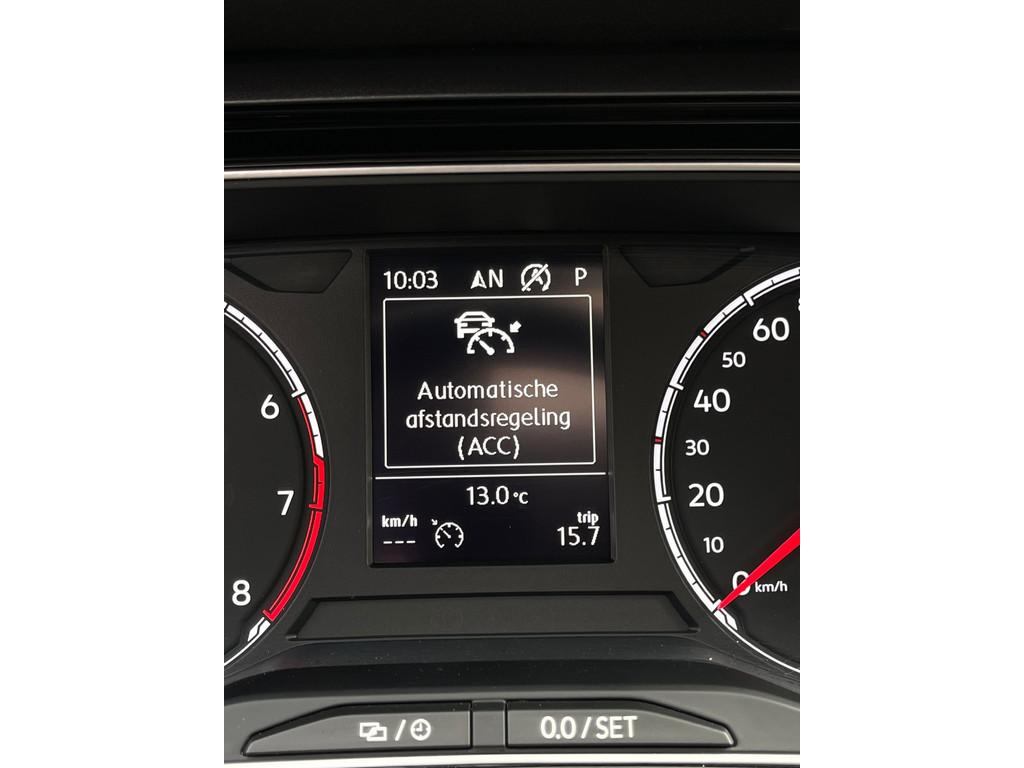 10:03 N P
Automatische
afstandsregeling
(ACC)
13.0 °C
km/h trip
--- 15.7
6
7
8
60
50
40
30
20
10
0 km/h
/
0.0 / SET